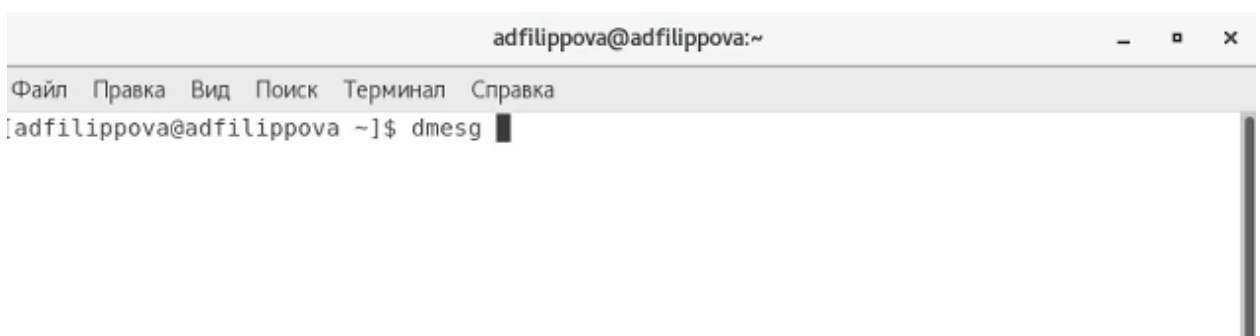 adfilippova@adfilippova:~
Файл Правка Вид Поиск Терминал Справка
[adfilippova@adfilippova ~]$ dmesg